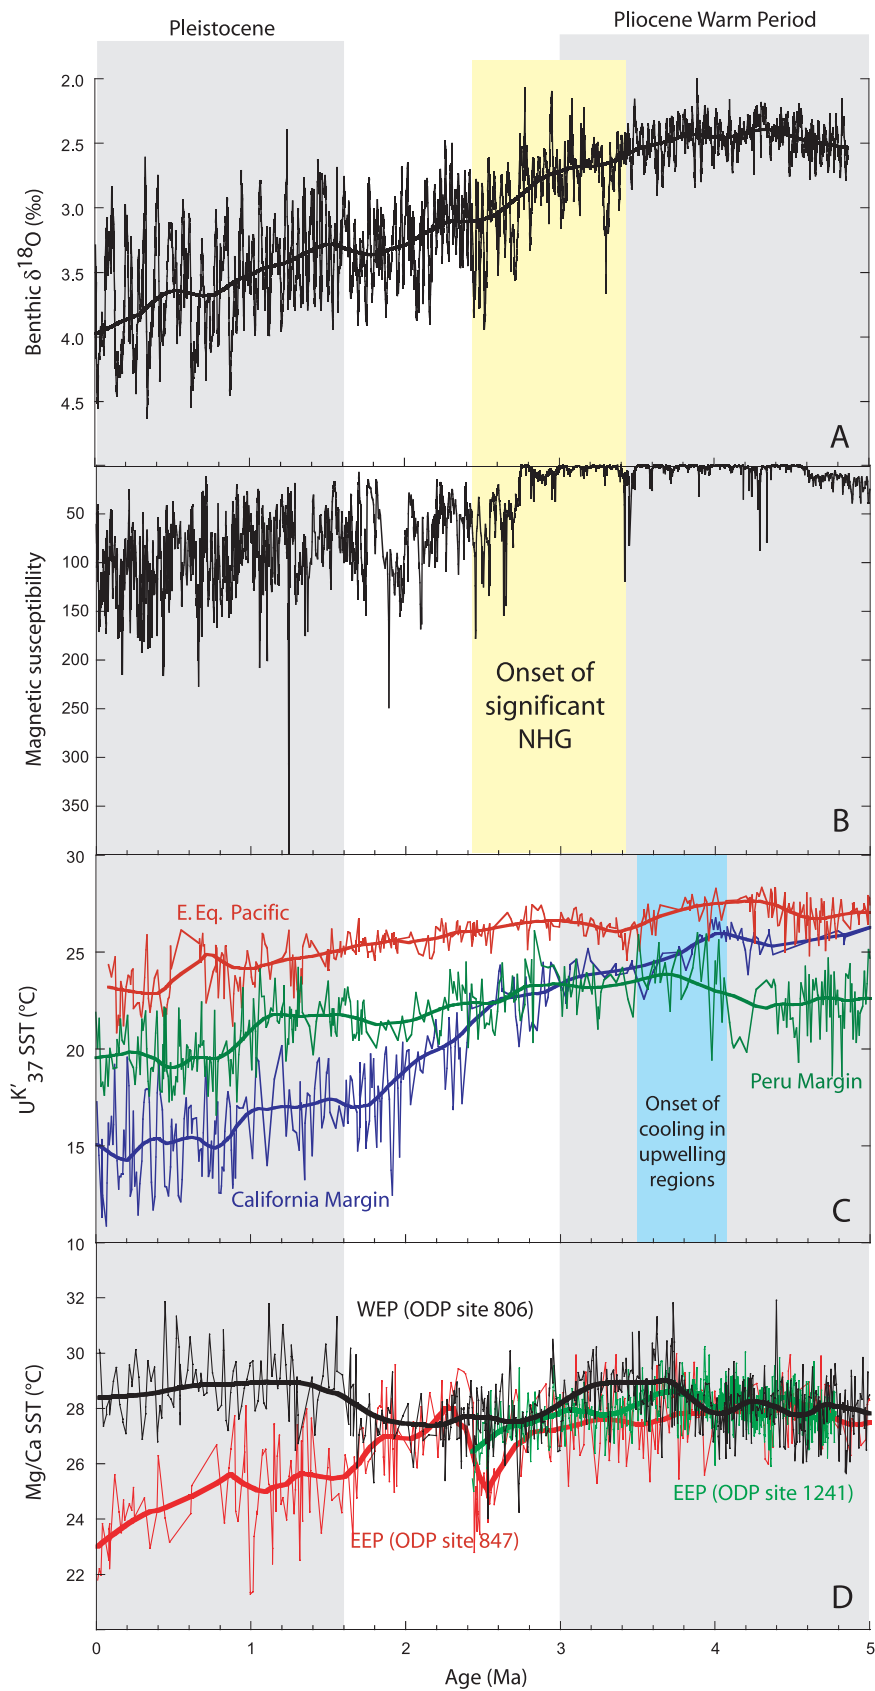 Pleistocene
Pliocene Warm Period
2.0
2.5
3.0
3.5
4.0
4.5
Benthic δ18O (‰)
A
50
100
150
200
250
300
350
Magnetic susceptibility
Onset of
significant
NHG
B
30
25
20
15
10
UK′37 SST (°C)
E. Eq. Pacific
Peru Margin
California Margin
Onset of
cooling in
upwelling
regions
C
32
30
28
26
24
22
Mg/Ca SST (°C)
WEP (ODP site 806)
EEP (ODP site 1241)
EEP (ODP site 847)
D
0 1 2 3 4 5
Age (Ma)